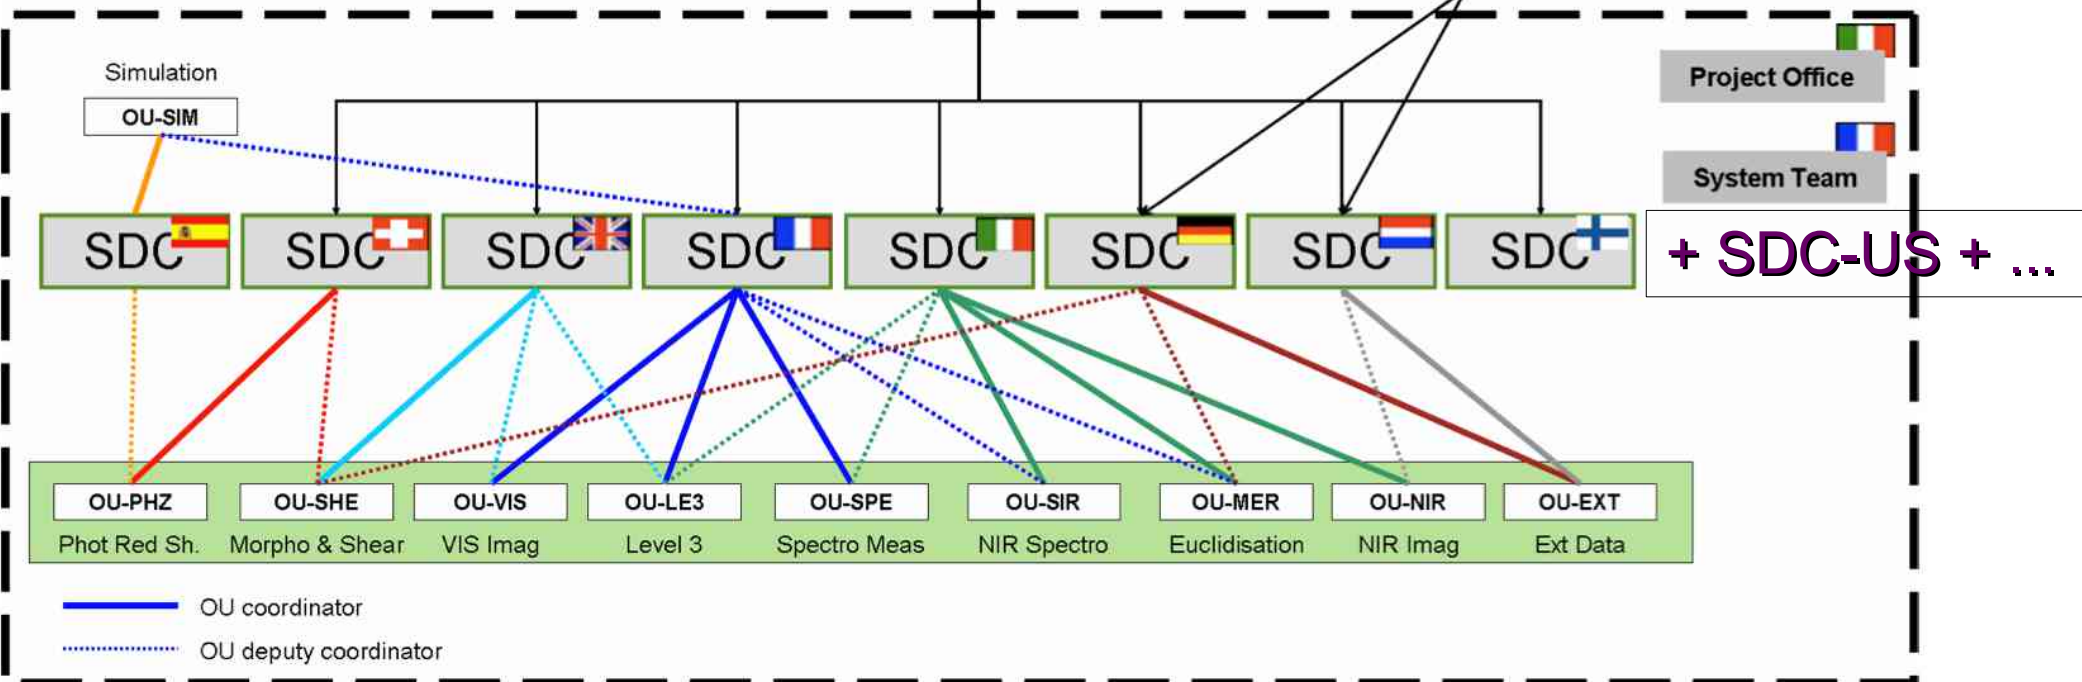 Simulation
OU-SIM
Project Office
System Team
SDC
SDC
SDC
SDC
SDC
SDC
SDC
SDC
+ SDC-US + ...
OU-PHZ
OU-SHE
OU-VIS
OU-LE3
OU-SPE
OU-SIR
OU-MER
OU-NIR
OU-EXT
Phot Red Sh.
Morpho & Shear
VIS Imag
Level 3
Spectro Meas
NIR Spectro
Euclidisation
NIR Imag
Ext Data
OU coordinator
OU deputy coordinator